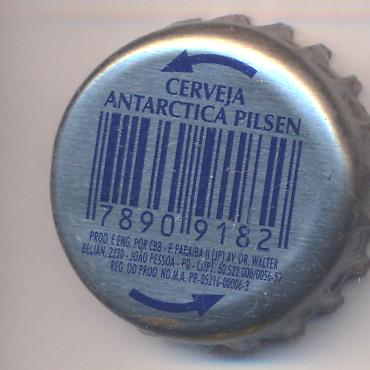 CERVEJA
ANTARCTICA PILSEN
7890 9182
PROD. E ENG. POR CBB - F. PARAÍBA II (JP) AV. DR. WALTER
BELIAN, 2230 - JOÃO PESSOA - PB - 60.522.000/0056-57
REG. DO PROD. NO M.A. PB-05216-00006-3